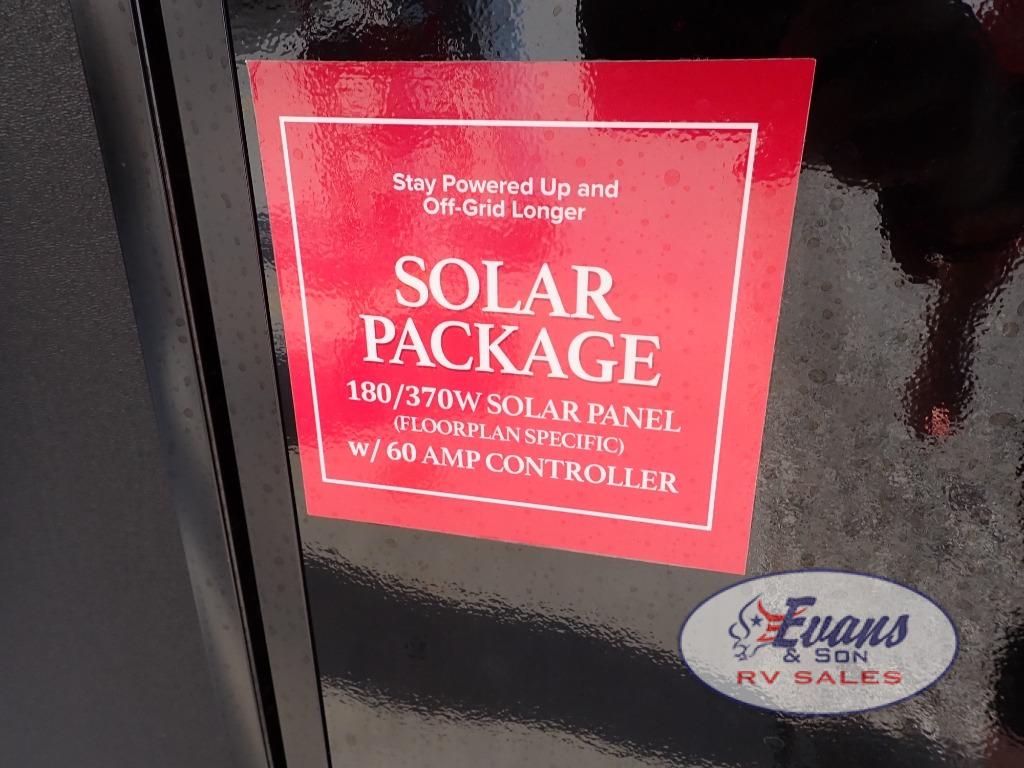 Stay Powered Up and
Off-Grid Longer
SOLAR
PACKAGE
180/370W SOLAR PANEL
(FLOORPLAN SPECIFIC)
w/ 60 AMP CONTROLLER
Evans
& SON
RV SALES